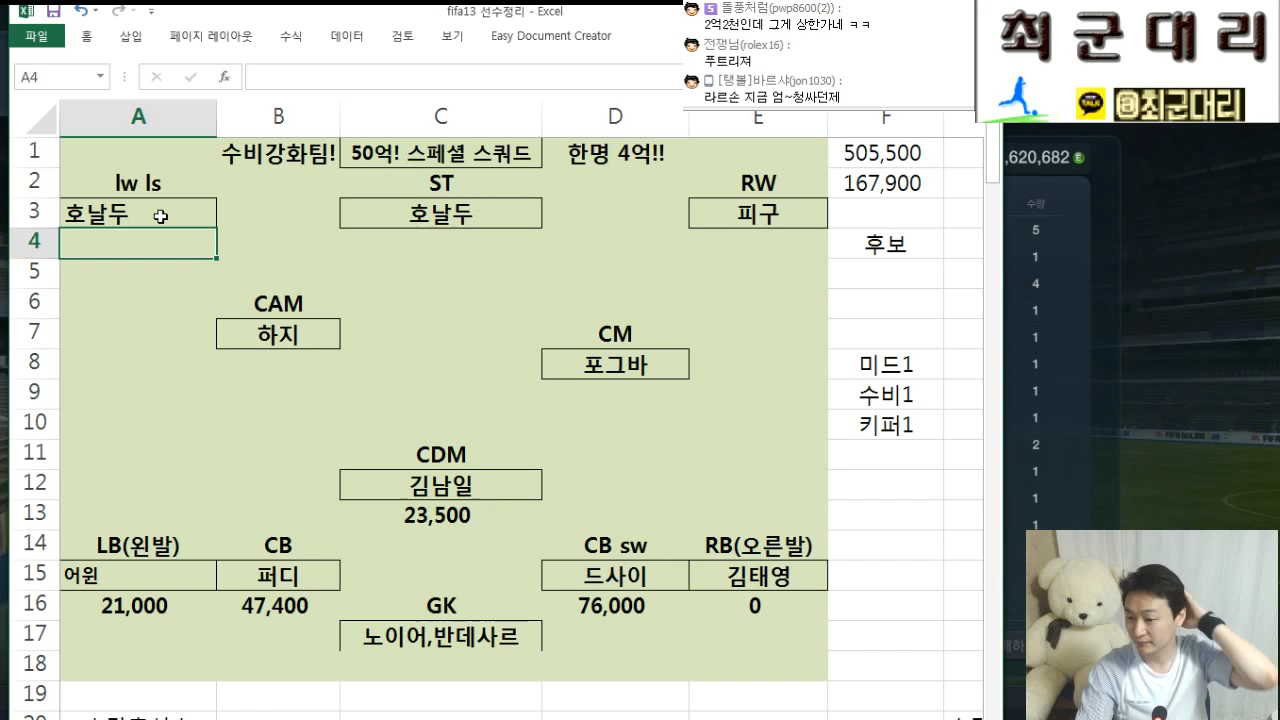 fifa13 선수정리 - Excel
파일 홈 삽입 페이지 레이아웃 수식 데이터 검토 보기 Easy Document Creator
A4 fx
돌풍처럼(pwp8600(2)) :
2억2천인데 그게 상한가네 ㅋㅋ
전쟁님(rolex16) :
푸트리져
[탱볼]바르샤(jon1030) :
라르손 지금 엄~청싸던제
최군대리
TALK @최군대리
A B C D E F
1 수비강화팀! 50억! 스페셜 스쿼드 한명 4억!! 505,500
2 lw ls ST RW 167,900
3 호날두 호날두 피구
4 후보
5
6 CAM
7 하지 CM
8 포그바 미드1
9 수비1
10 키퍼1
11 CDM
12 김남일
13 23,500
14 LB(왼발) CB CB sw RB(오른발)
15 어윈 퍼디 드사이 김태영
16 21,000 47,400 GK 76,000 0
17 노이어,반데사르
18
19
,620,682 E
수량
5
1
4
1
1
1
1
1
2
1
1
1